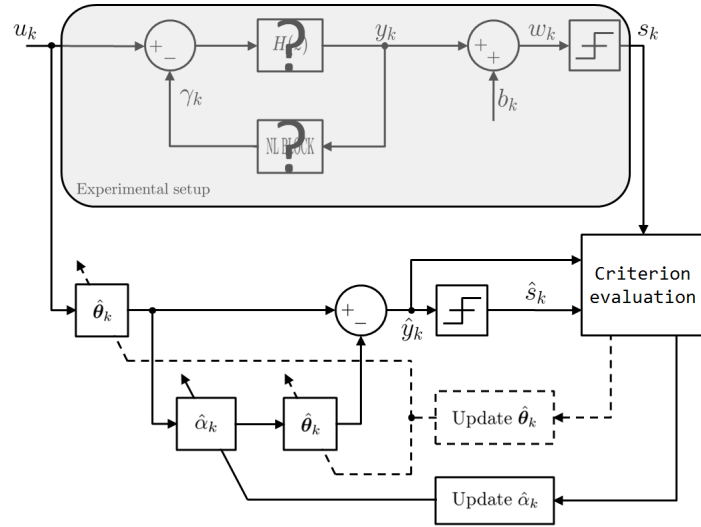 u_k
+
−
H(z)
?
y_k
+
+
w_k
s_k
γ_k
b_k
NL BLOCK
?
Experimental setup
Criterion
evaluation
θ̂_k
+
−
ŷ_k
ŝ_k
α̂_k
θ̂_k
Update θ̂_k
Update α̂_k